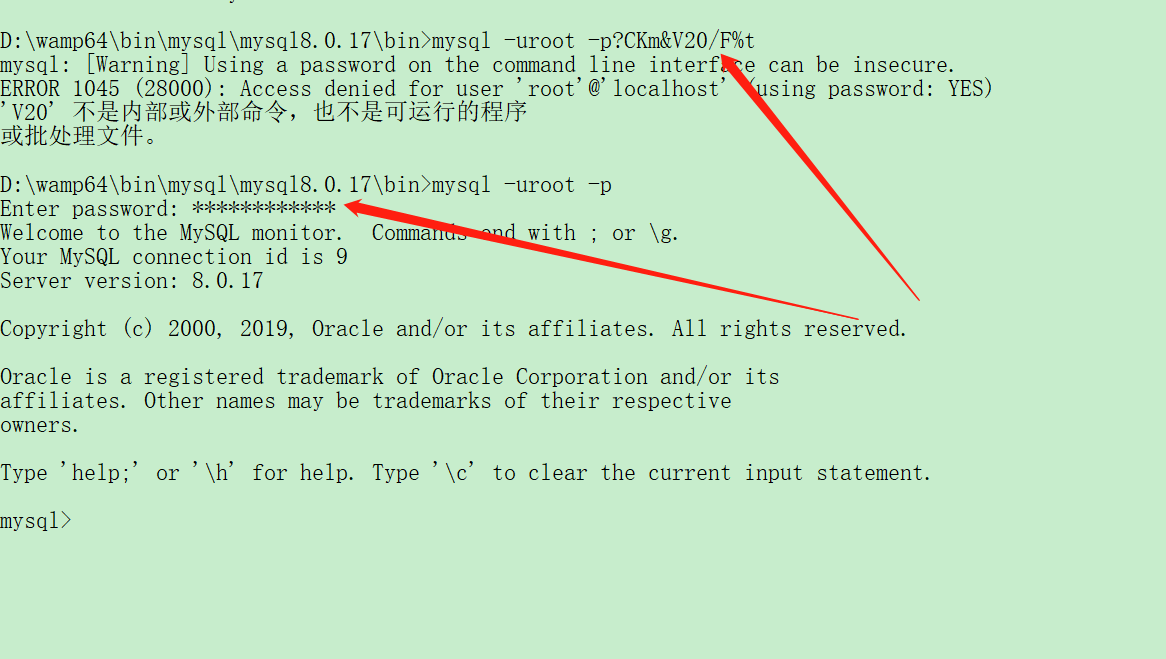 D:\wamp64\bin\mysql\mysql8.0.17\bin>mysql -uroot -p?CKm&V20/F%t
mysql: [Warning] Using a password on the command line interface can be insecure.
ERROR 1045 (28000): Access denied for user 'root'@'localhost' (using password: YES)
'V20' 不是内部或外部命令，也不是可运行的程序
或批处理文件。
D:\wamp64\bin\mysql\mysql8.0.17\bin>mysql -uroot -p
Enter password: ************
Welcome to the MySQL monitor.  Commands end with ; or \g.
Your MySQL connection id is 9
Server version: 8.0.17
Copyright (c) 2000, 2019, Oracle and/or its affiliates. All rights reserved.
Oracle is a registered trademark of Oracle Corporation and/or its
affiliates. Other names may be trademarks of their respective
owners.
Type 'help;' or '\h' for help. Type '\c' to clear the current input statement.
mysql>